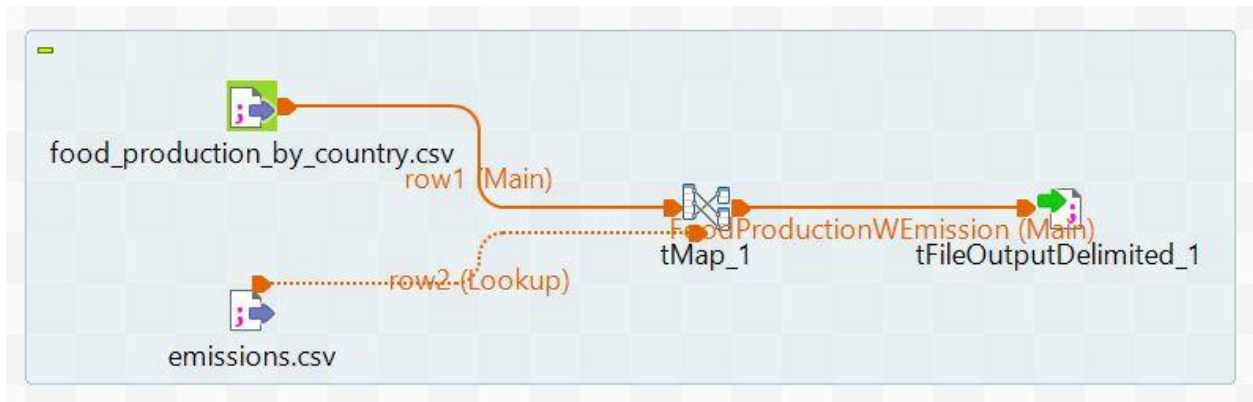 food_production_by_country.csv
row1 (Main)
FoodProductionWEmission (Main)
tMap_1
tFileOutputDelimited_1
row2 (Lookup)
emissions.csv